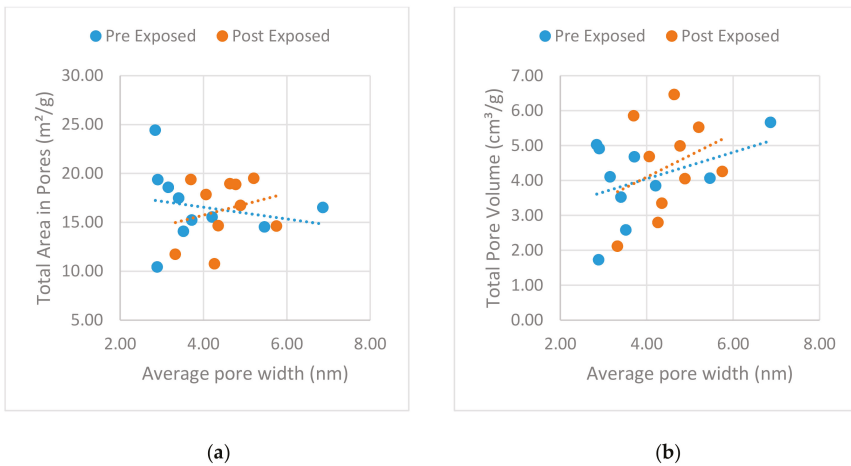 Pre Exposed Post Exposed
30.00
25.00
20.00
15.00
10.00
5.00
2.00 4.00 6.00 8.00
Total Area in Pores (m²/g)
Average pore width (nm)
(a)
Pre Exposed Post Exposed
7.00
6.00
5.00
4.00
3.00
2.00
1.00
0.00
2.00 4.00 6.00 8.00
Total Pore Volume (cm³/g)
Average pore width (nm)
(b)